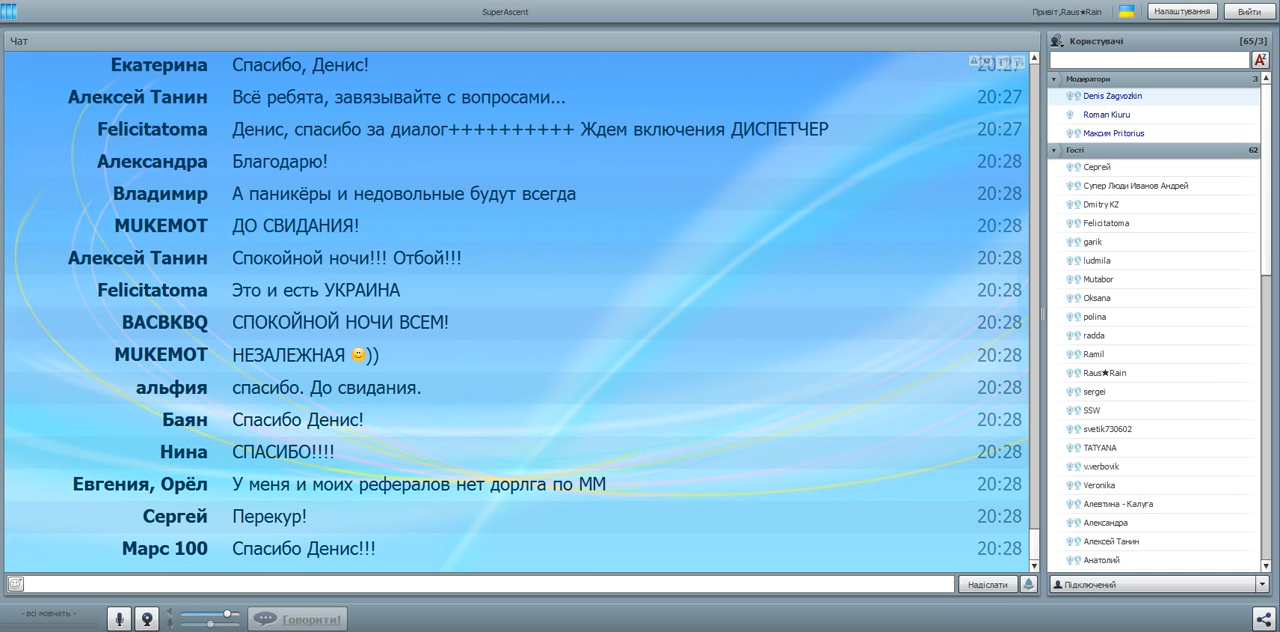 SuperAscent
Привіт,Raus★Rain
Налаштування
Вийти
Чат
Екатерина Спасибо, Денис! 20:27
Алексей Танин Всё ребята, завязывайте с вопросами... 20:27
Felicitatoma Денис, спасибо за диалог++++++++++ Ждем включения ДИСПЕТЧЕР 20:27
Александра Благодарю! 20:28
Владимир А паникёры и недовольные будут всегда 20:28
MUKEMOT ДО СВИДАНИЯ! 20:28
Алексей Танин Спокойной ночи!!! Отбой!!! 20:28
Felicitatoma Это и есть УКРАИНА 20:28
BACBKBQ СПОКОЙНОЙ НОЧИ ВСЕМ! 20:28
MUKEMOT НЕЗАЛЕЖНАЯ 🙂)) 20:28
альфия спасибо. До свидания. 20:28
Баян Спасибо Денис! 20:28
Нина СПАСИБО!!!! 20:28
Евгения, Орёл У меня и моих рефералов нет дорлга по ММ 20:28
Сергей Перекур! 20:28
Марс 100 Спасибо Денис!!! 20:28
Надіслати
- всі мовчать -
Говорити!
Користувачі [65/3]
Модератори 3
Denis Zagvozkin
Roman Kiuru
Максим Pritorius
Гості 62
Сергей
Супер Люди Иванов Андрей
Dmitry KZ
Felicitatoma
garik
ludmila
Mutabor
Oksana
polina
radda
Ramil
Raus★Rain
sergei
SSW
svetik730602
TATYANA
v.verbovik
Veronika
Алевтина - Калуга
Александра
Алексей Танин
Анатолий
Підключений